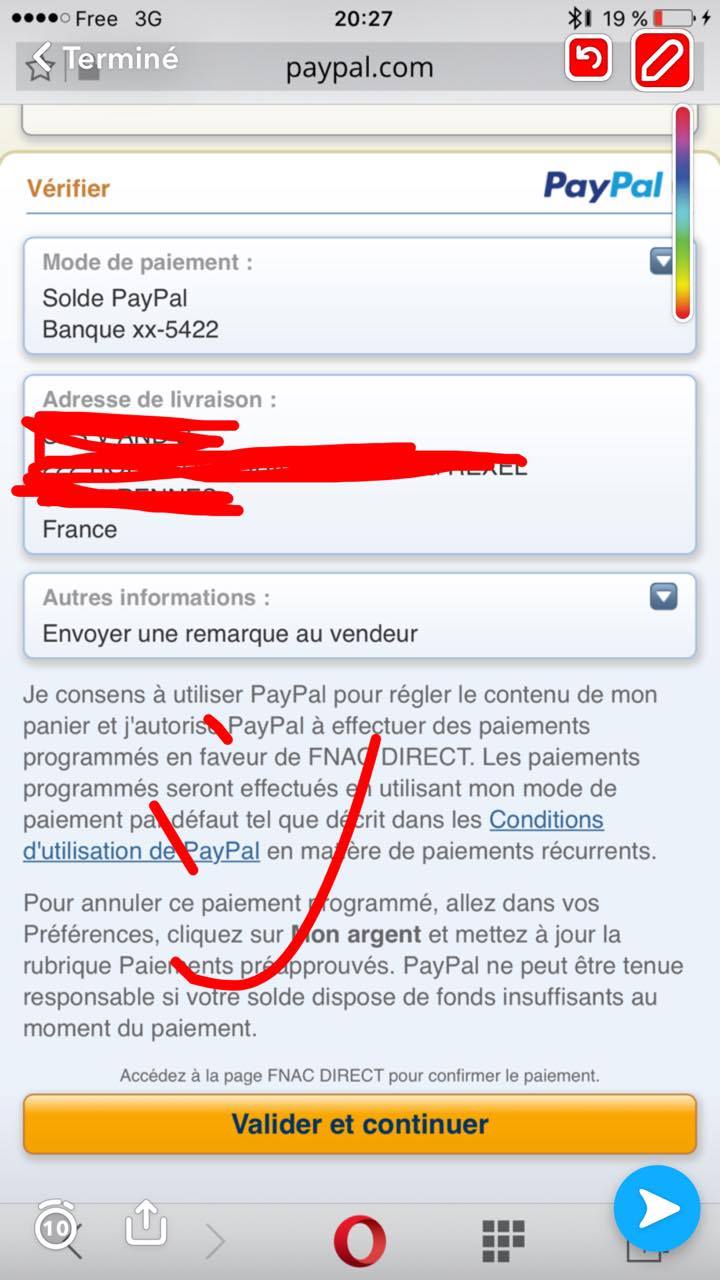 Free 3G 20:27 19 %
Terminé
paypal.com
Vérifier PayPal
Mode de paiement :
Solde PayPal
Banque xx-5422
Adresse de livraison :
France
Autres informations :
Envoyer une remarque au vendeur
Je consens à utiliser PayPal pour régler le contenu de mon
panier et j'autorise PayPal à effectuer des paiements
programmés en faveur de FNAC DIRECT. Les paiements
programmés seront effectués en utilisant mon mode de
paiement par défaut tel que décrit dans les Conditions
d'utilisation de PayPal en matière de paiements récurrents.
Pour annuler ce paiement programmé, allez dans vos
Préférences, cliquez sur Mon argent et mettez à jour la
rubrique Paiements préapprouvés. PayPal ne peut être tenue
responsable si votre solde dispose de fonds insuffisants au
moment du paiement.
Accédez à la page FNAC DIRECT pour confirmer le paiement.
Valider et continuer
10